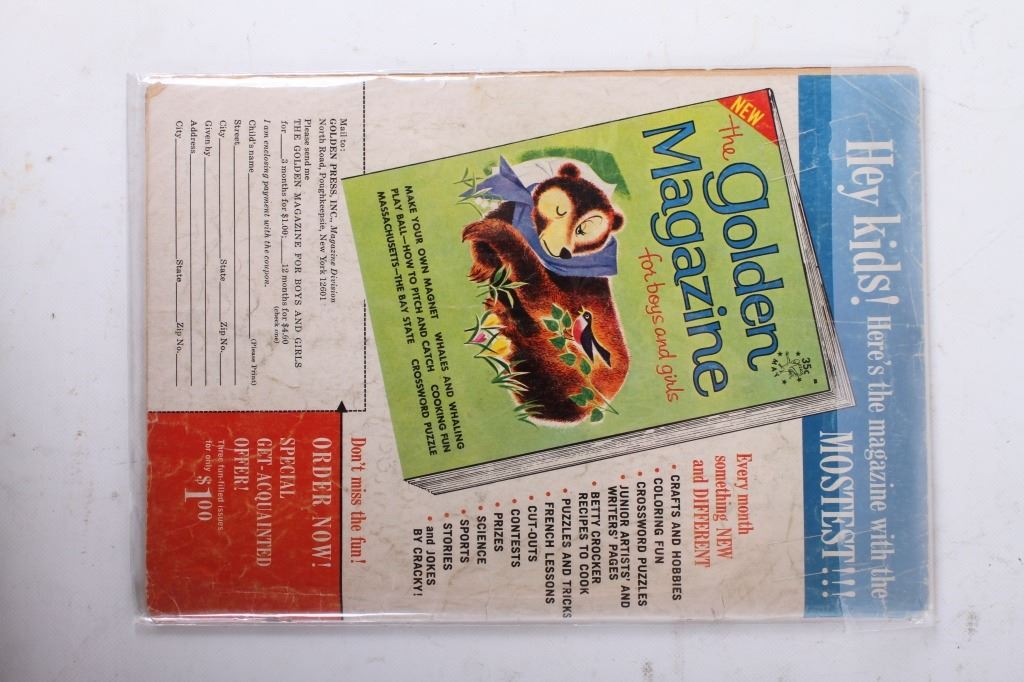 Hey kids! Here's the magazine with the
MOSTEST!!!
NEW
the Golden
Magazine
for boys and girls
35c
MAY
MAKE YOUR OWN MAGNET WHALES AND WHALING
PLAY BALL—HOW TO PITCH AND CATCH COOKING FUN
MASSACHUSETTS—THE BAY STATE CROSSWORD PUZZLE
Every month
something NEW
and DIFFERENT
• CRAFTS AND HOBBIES
• COLORING FUN
• CROSSWORD PUZZLES
• JUNIOR ARTISTS' AND
WRITERS' PAGES
• BETTY CROCKER
RECIPES TO COOK
• PUZZLES AND TRICKS
• FRENCH LESSONS
• CUT-OUTS
• CONTESTS
• PRIZES
• SCIENCE
• SPORTS
• STORIES
• and JOKES
BY CRACKY!
Mail to:
GOLDEN PRESS, INC., Magazine Division
North Road, Poughkeepsie, New York 12601
Please send me
THE GOLDEN MAGAZINE FOR BOYS AND GIRLS
for ____ 3 months for $1.00; ____ 12 months for $4.50
(check one)
I am enclosing payment with the coupon.
Child's name
(Please Print)
Street
City State Zip No.
Given by
Address
City State Zip No.
Don't miss the fun!
ORDER NOW!
SPECIAL
GET-ACQUAINTED
OFFER!
Three fun-filled issues
for only $1.00